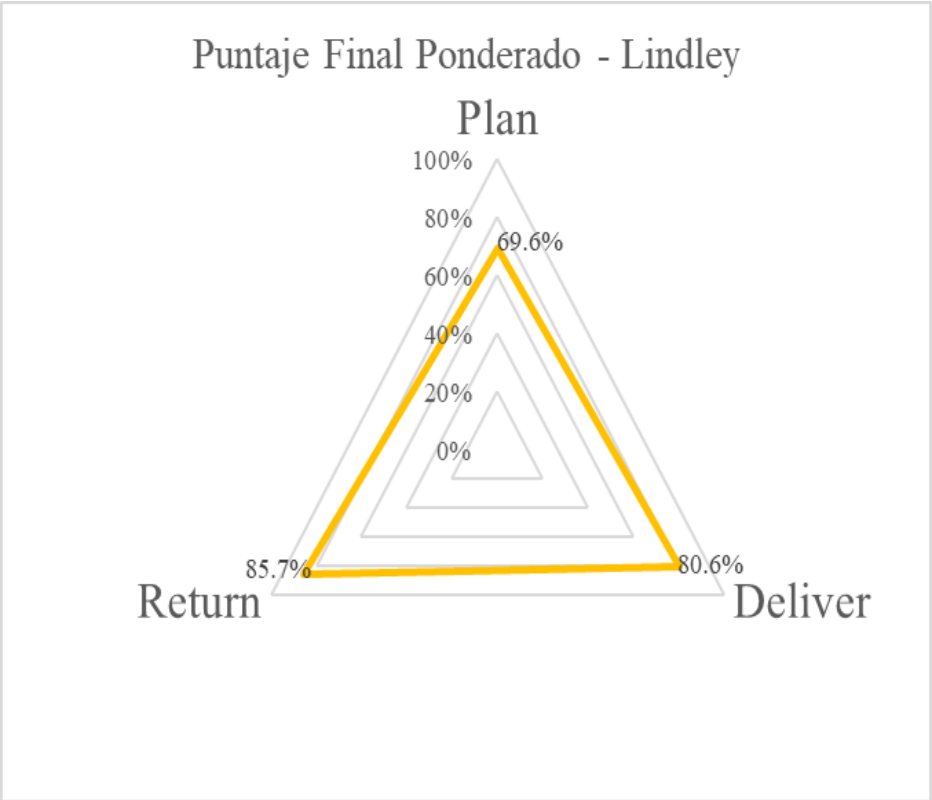 Puntaje Final Ponderado - Lindley
Plan
100%
80%
69.6%
60%
40%
20%
0%
85.7%
80.6%
Return
Deliver